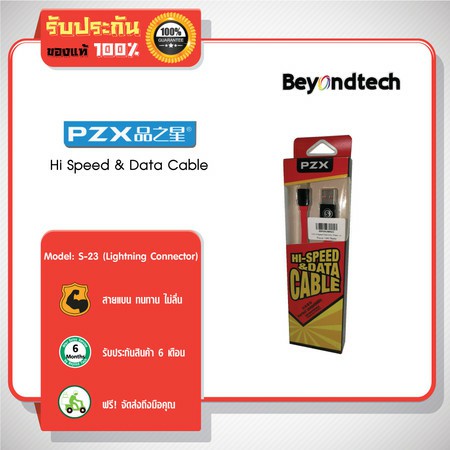 รับประกัน
ของแท้ 100%
100%
GUARANTEE
Beyondtech
PZX品之星®
Hi Speed & Data Cable
PZX
HI-SPEED
& DATA
CABLE
Model: S-23 (Lightning Connector)
สายแบน ทนทาน ไม่ลื่น
6
Months
รับประกันสินค้า 6 เดือน
ฟรี! จัดส่งถึงมือคุณ